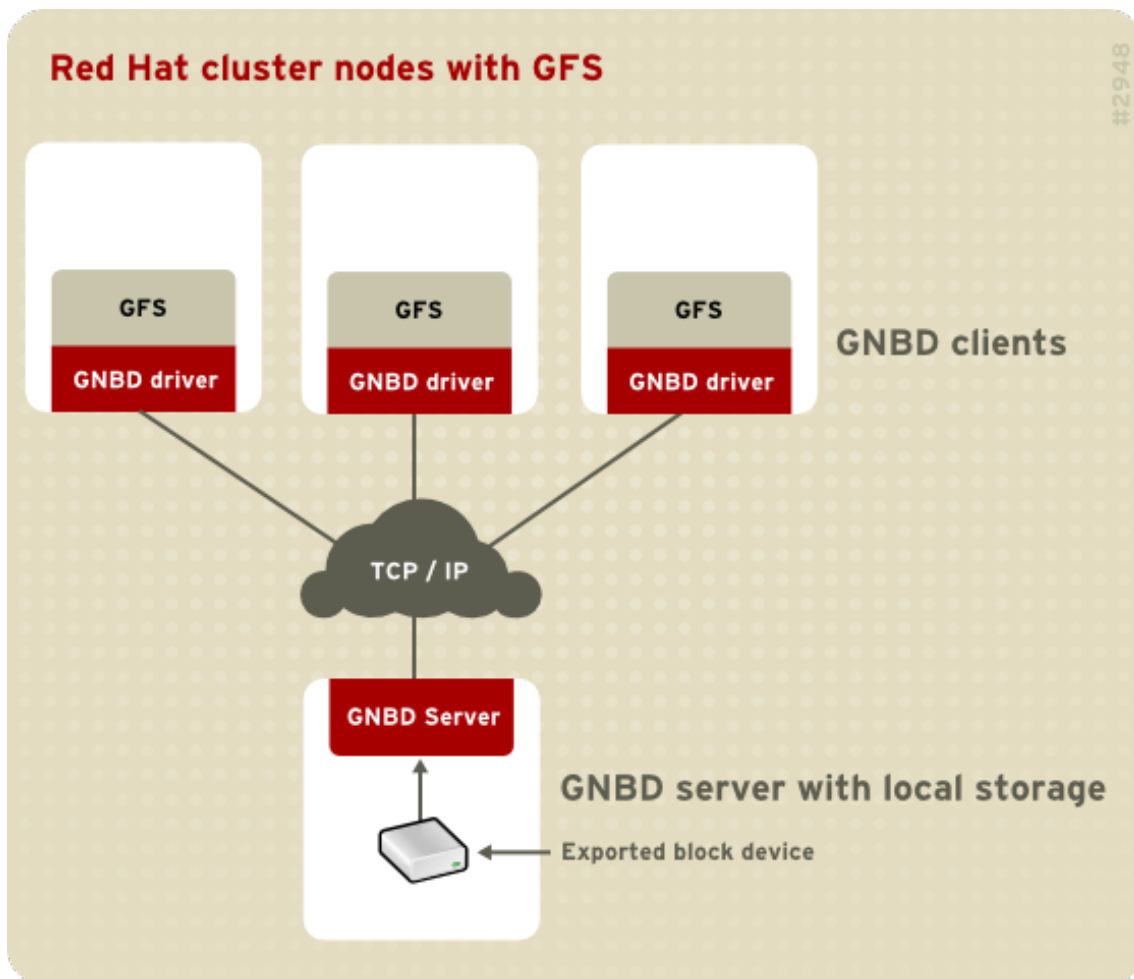 Red Hat cluster nodes with GFS
#2948
GFS
GFS
GFS
GNBD driver
GNBD driver
GNBD driver
GNBD clients
TCP / IP
GNBD Server
GNBD server with local storage
Exported block device